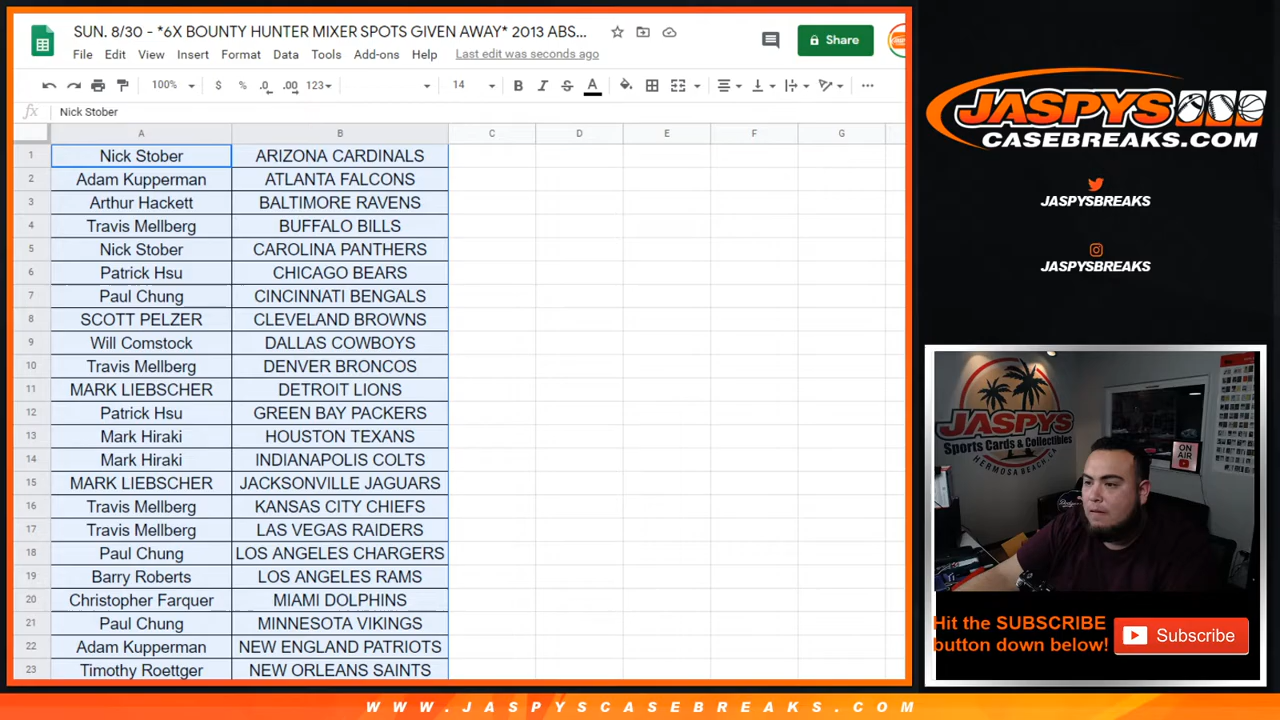 SUN. 8/30 - *6X BOUNTY HUNTER MIXER SPOTS GIVEN AWAY* 2013 ABS...
File Edit View Insert Format Data Tools Add-ons Help Last edit was seconds ago
Share
100% $ % .0 .00 123 14 B I S A
fx Nick Stober
A B C D E F G
1 Nick Stober ARIZONA CARDINALS
2 Adam Kupperman ATLANTA FALCONS
3 Arthur Hackett BALTIMORE RAVENS
4 Travis Mellberg BUFFALO BILLS
5 Nick Stober CAROLINA PANTHERS
6 Patrick Hsu CHICAGO BEARS
7 Paul Chung CINCINNATI BENGALS
8 SCOTT PELZER CLEVELAND BROWNS
9 Will Comstock DALLAS COWBOYS
10 Travis Mellberg DENVER BRONCOS
11 MARK LIEBSCHER DETROIT LIONS
12 Patrick Hsu GREEN BAY PACKERS
13 Mark Hiraki HOUSTON TEXANS
14 Mark Hiraki INDIANAPOLIS COLTS
15 MARK LIEBSCHER JACKSONVILLE JAGUARS
16 Travis Mellberg KANSAS CITY CHIEFS
17 Travis Mellberg LAS VEGAS RAIDERS
18 Paul Chung LOS ANGELES CHARGERS
19 Barry Roberts LOS ANGELES RAMS
20 Christopher Farquer MIAMI DOLPHINS
21 Paul Chung MINNESOTA VIKINGS
22 Adam Kupperman NEW ENGLAND PATRIOTS
23 Timothy Roettger NEW ORLEANS SAINTS
JASPYS
CASEBREAKS.COM
JASPYSBREAKS
JASPYSBREAKS
JASPYS
Sports Cards & Collectibles
HERMOSA BEACH, CA
ON AIR
Hit the SUBSCRIBE
button down below!
Subscribe
WWW.JASPYSCASEBREAKS.COM